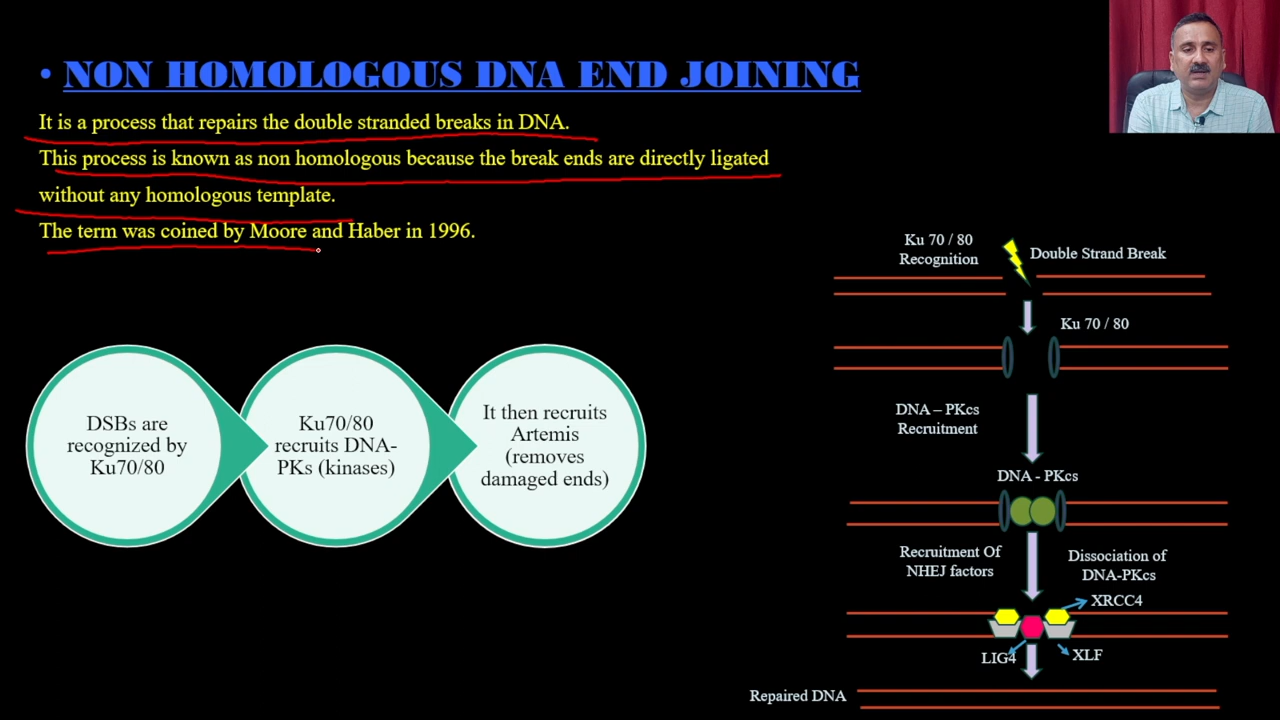 • NON HOMOLOGOUS DNA END JOINING
It is a process that repairs the double stranded breaks in DNA.
This process is known as non homologous because the break ends are directly ligated
without any homologous template.
The term was coined by Moore and Haber in 1996.
DSBs are
recognized by
Ku70/80
Ku70/80
recruits DNA-
PKs (kinases)
It then recruits
Artemis
(removes
damaged ends)
Ku 70 / 80
Recognition
Double Strand Break
Ku 70 / 80
DNA – PKcs
Recruitment
DNA - PKcs
Recruitment Of
NHEJ factors
Dissociation of
DNA-PKcs
XRCC4
LIG4
XLF
Repaired DNA